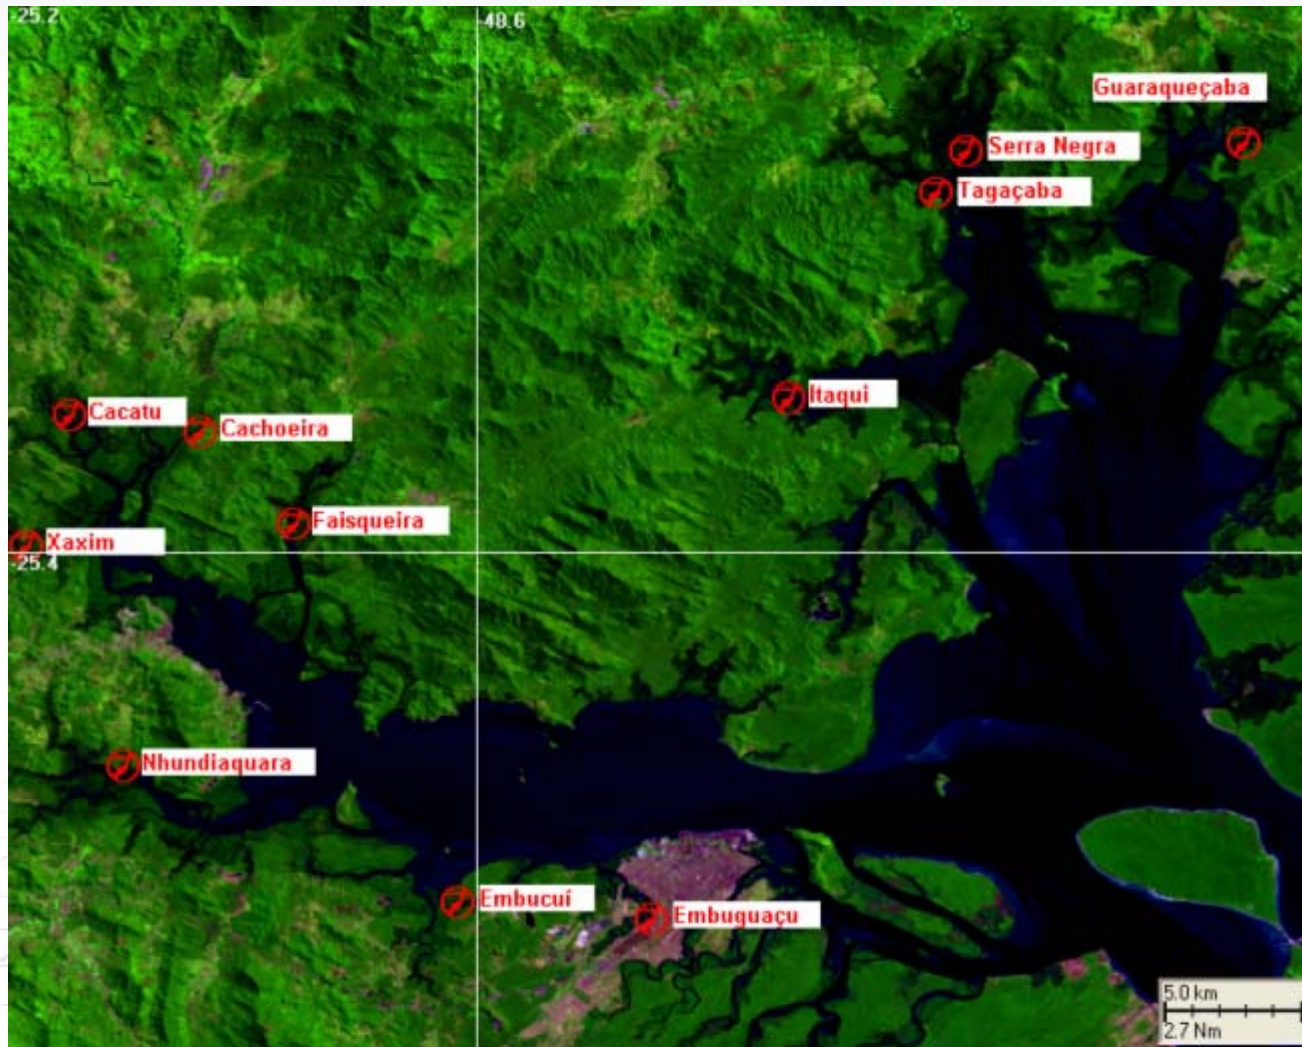 -25.2
-48.6
Guaraqueçaba
Serra Negra
Tagaçaba
Itaqui
Cacatu
Cachoeira
Faisqueira
Xaxim
-25.4
Nhundiaquara
Embucuí
Embuguaçu
5.0 km
2.7 Nm